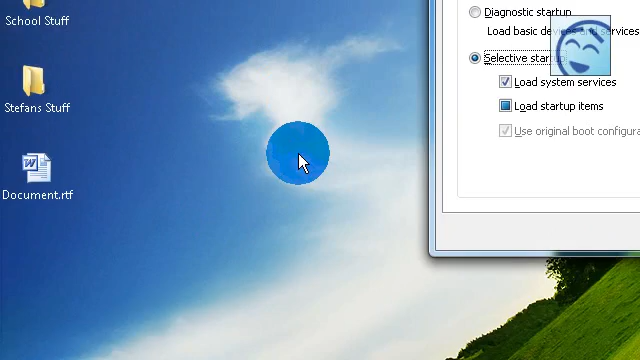 School Stuff
Stefans Stuff
Document.rtf
Diagnostic startup
Load basic devices and services
Selective startup
Load system services
Load startup items
Use original boot configura